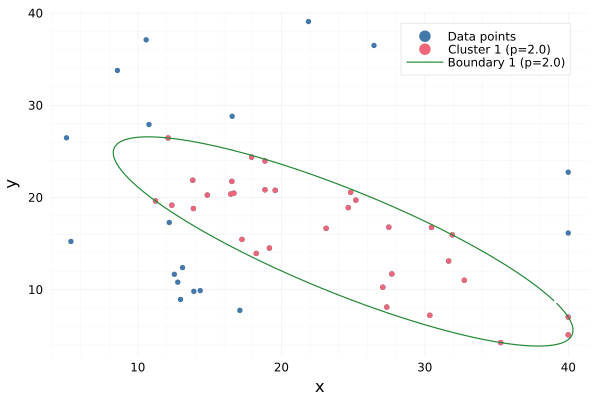 40
30
20
10
y
Data points
Cluster 1 (p=2.0)
Boundary 1 (p=2.0)
10 20 30 40
x